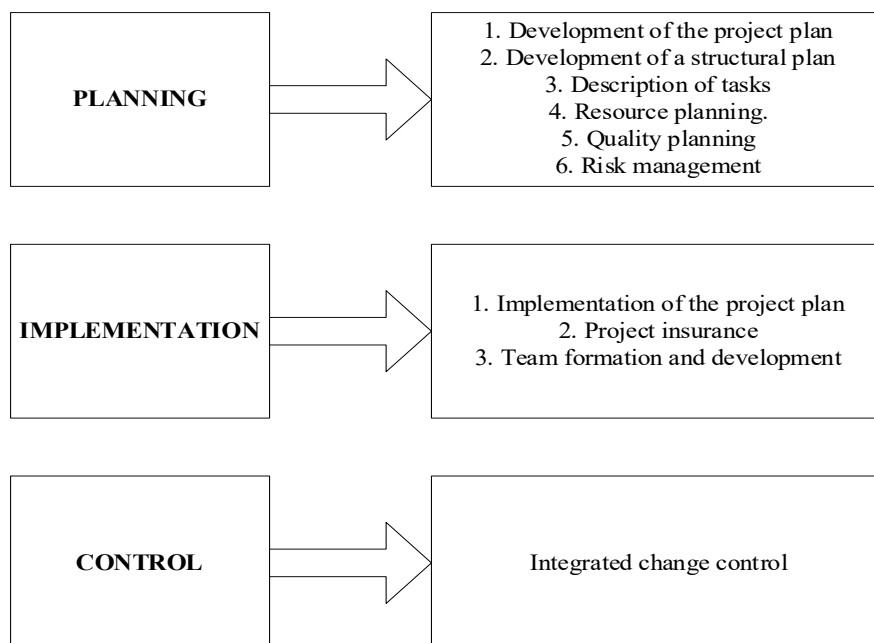 PLANNING
1. Development of the project plan
2. Development of a structural plan
3. Description of tasks
4. Resource planning.
5. Quality planning
6. Risk management
IMPLEMENTATION
1. Implementation of the project plan
2. Project insurance
3. Team formation and development
CONTROL
Integrated change control